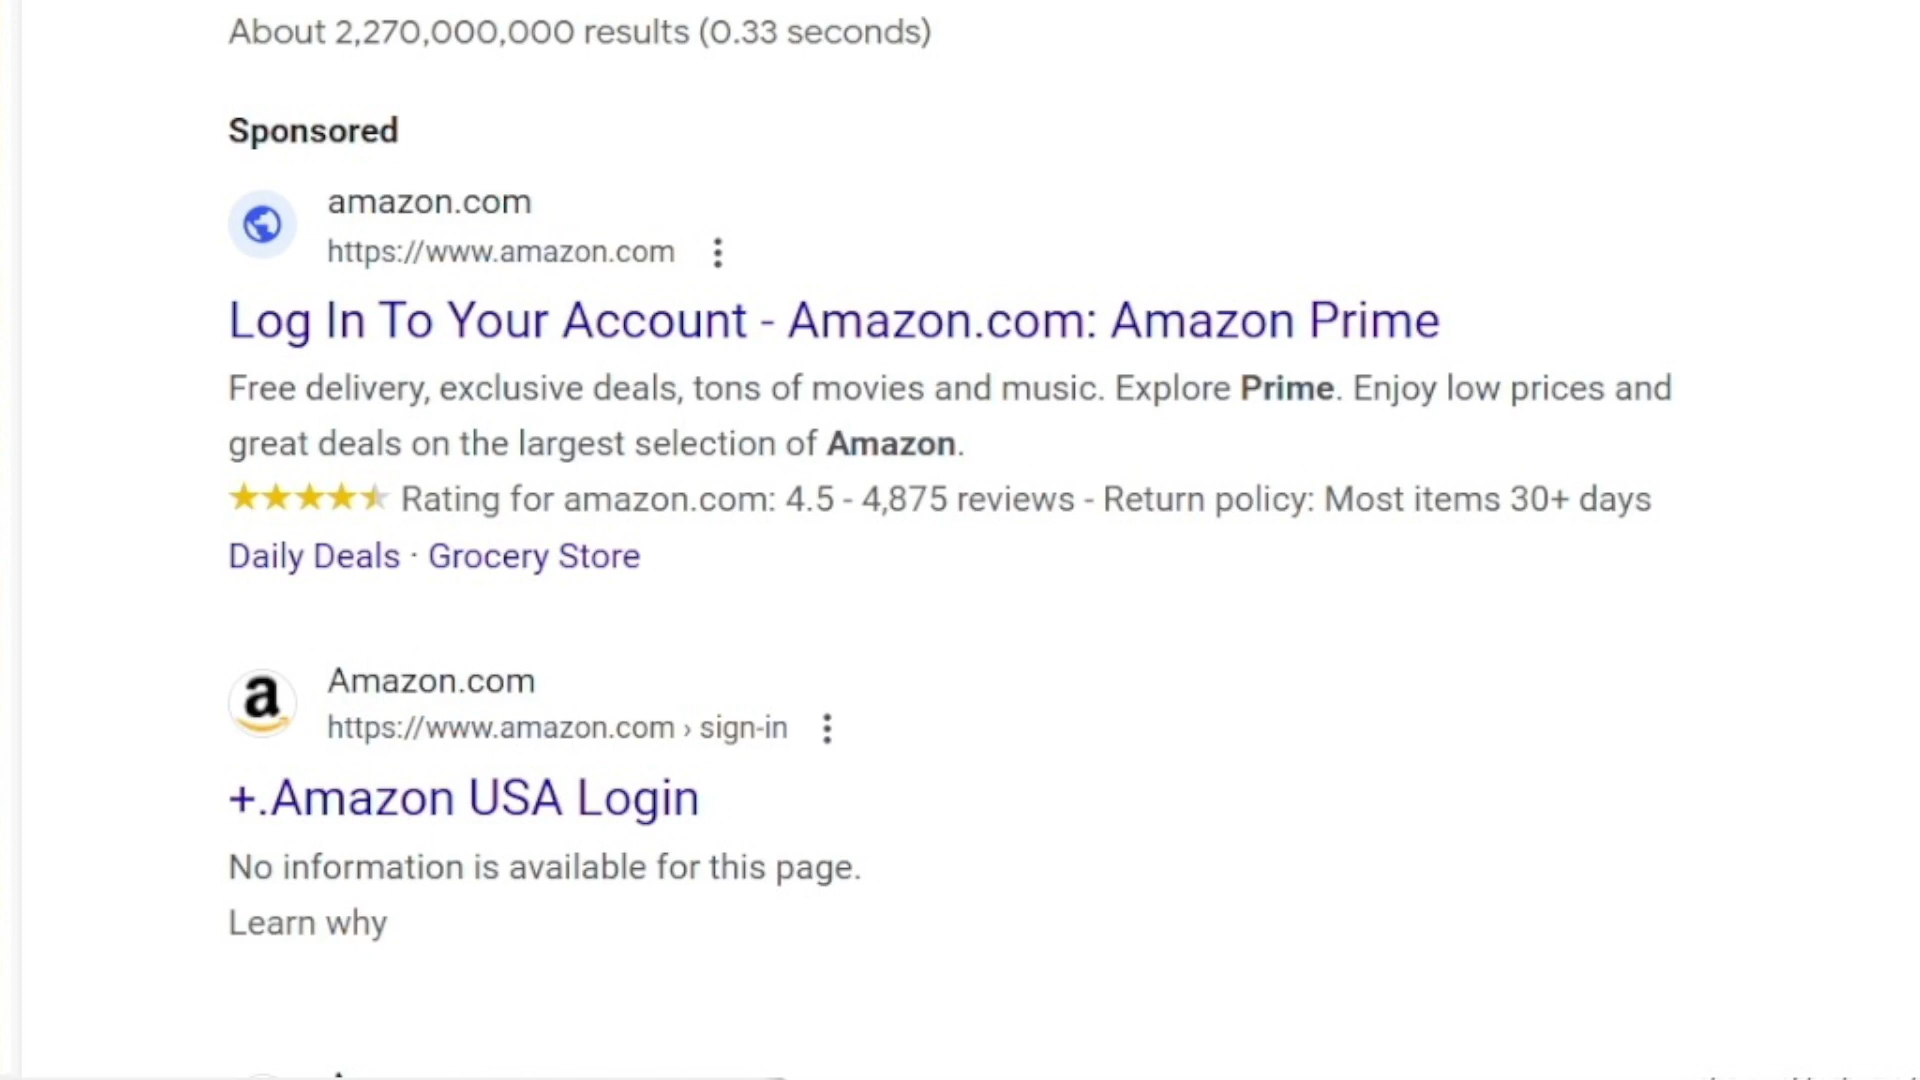 About 2,270,000,000 results (0.33 seconds)
Sponsored
amazon.com
https://www.amazon.com
Log In To Your Account - Amazon.com: Amazon Prime
Free delivery, exclusive deals, tons of movies and music. Explore Prime. Enjoy low prices and
great deals on the largest selection of Amazon.
Rating for amazon.com: 4.5 - 4,875 reviews - Return policy: Most items 30+ days
Daily Deals · Grocery Store
a
Amazon.com
https://www.amazon.com › sign-in
+.Amazon USA Login
No information is available for this page.
Learn why